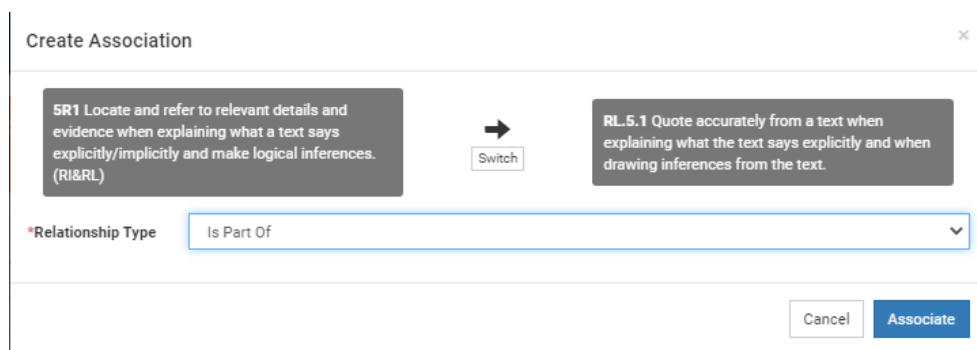 Create Association
×
5R1 Locate and refer to relevant details and
evidence when explaining what a text says
explicitly/implicitly and make logical inferences.
(RI&RL)
Switch
RL.5.1 Quote accurately from a text when
explaining what the text says explicitly and when
drawing inferences from the text.
*Relationship Type
Is Part Of
Cancel
Associate